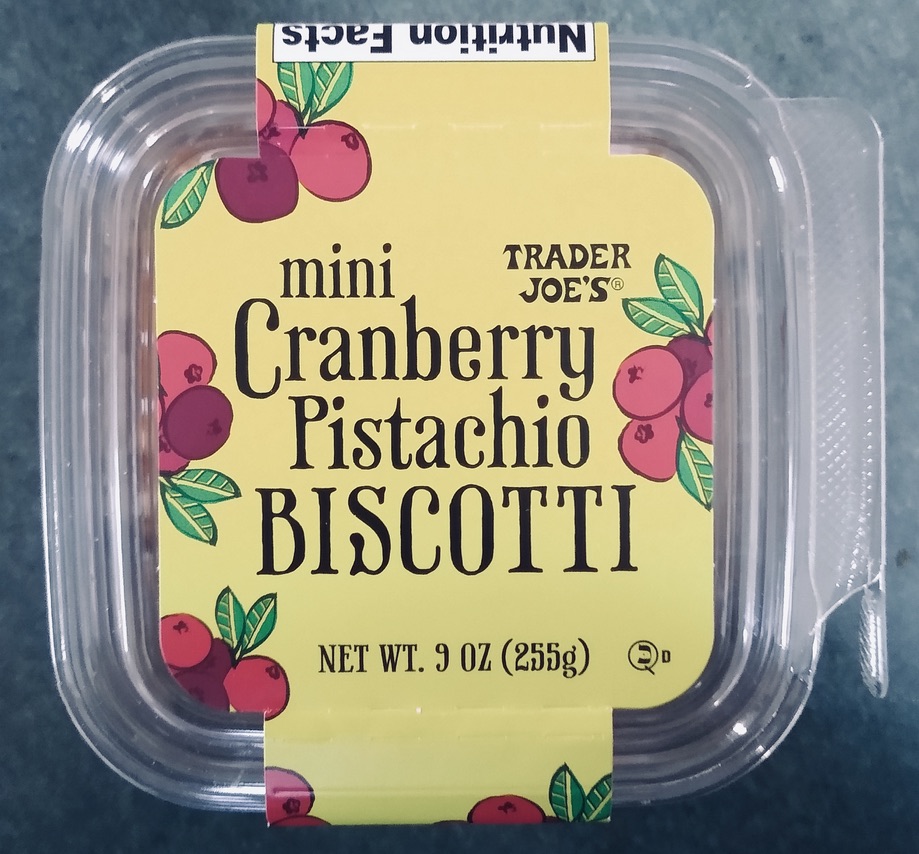 Nutrition Facts
mini
TRADER
JOE'S®
Cranberry
Pistachio
BISCOTTI
NET WT. 9 OZ (255g)
D